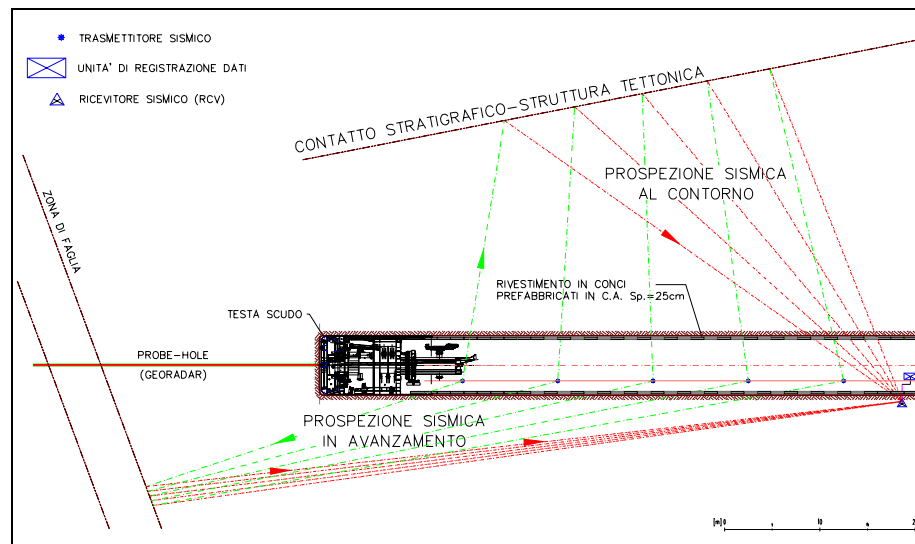 TRASMETTITORE SISMICO
UNITA' DI REGISTRAZIONE DATI
RICEVITORE SISMICO (RCV)
CONTATTO STRATIGRAFICO-STRUTTURA TETTONICA
PROSPEZIONE SISMICA
AL CONTORNO
ZONA DI FAGLIA
RIVESTIMENTO IN CONCI
PREFABBRICATI IN C.A. Sp.=25cm
TESTA SCUDO
PROBE-HOLE
(GEORADAR)
PROSPEZIONE SISMICA
IN AVANZAMENTO
[m] 0 10